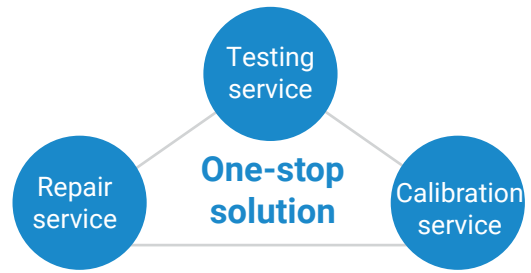 Testing
service
One-stop
solution
Repair
service
Calibration
service